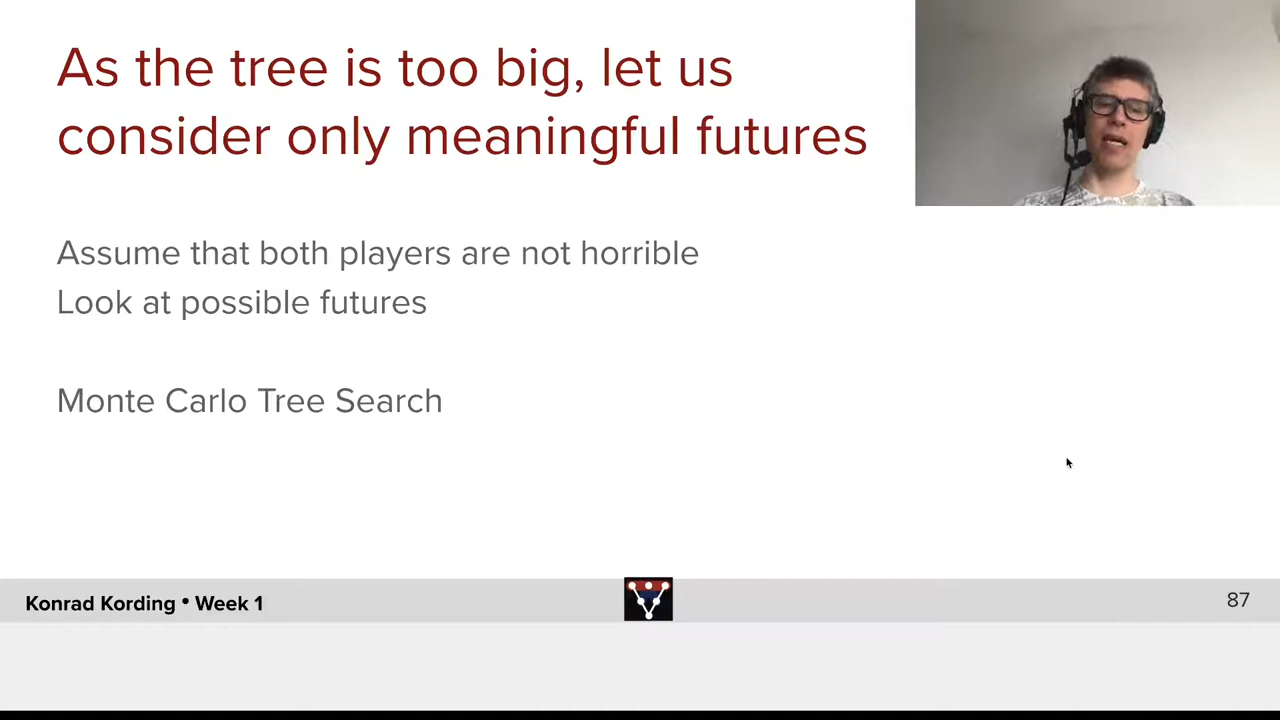 As the tree is too big, let us
consider only meaningful futures
Assume that both players are not horrible
Look at possible futures
Monte Carlo Tree Search
Konrad Kording • Week 1
87